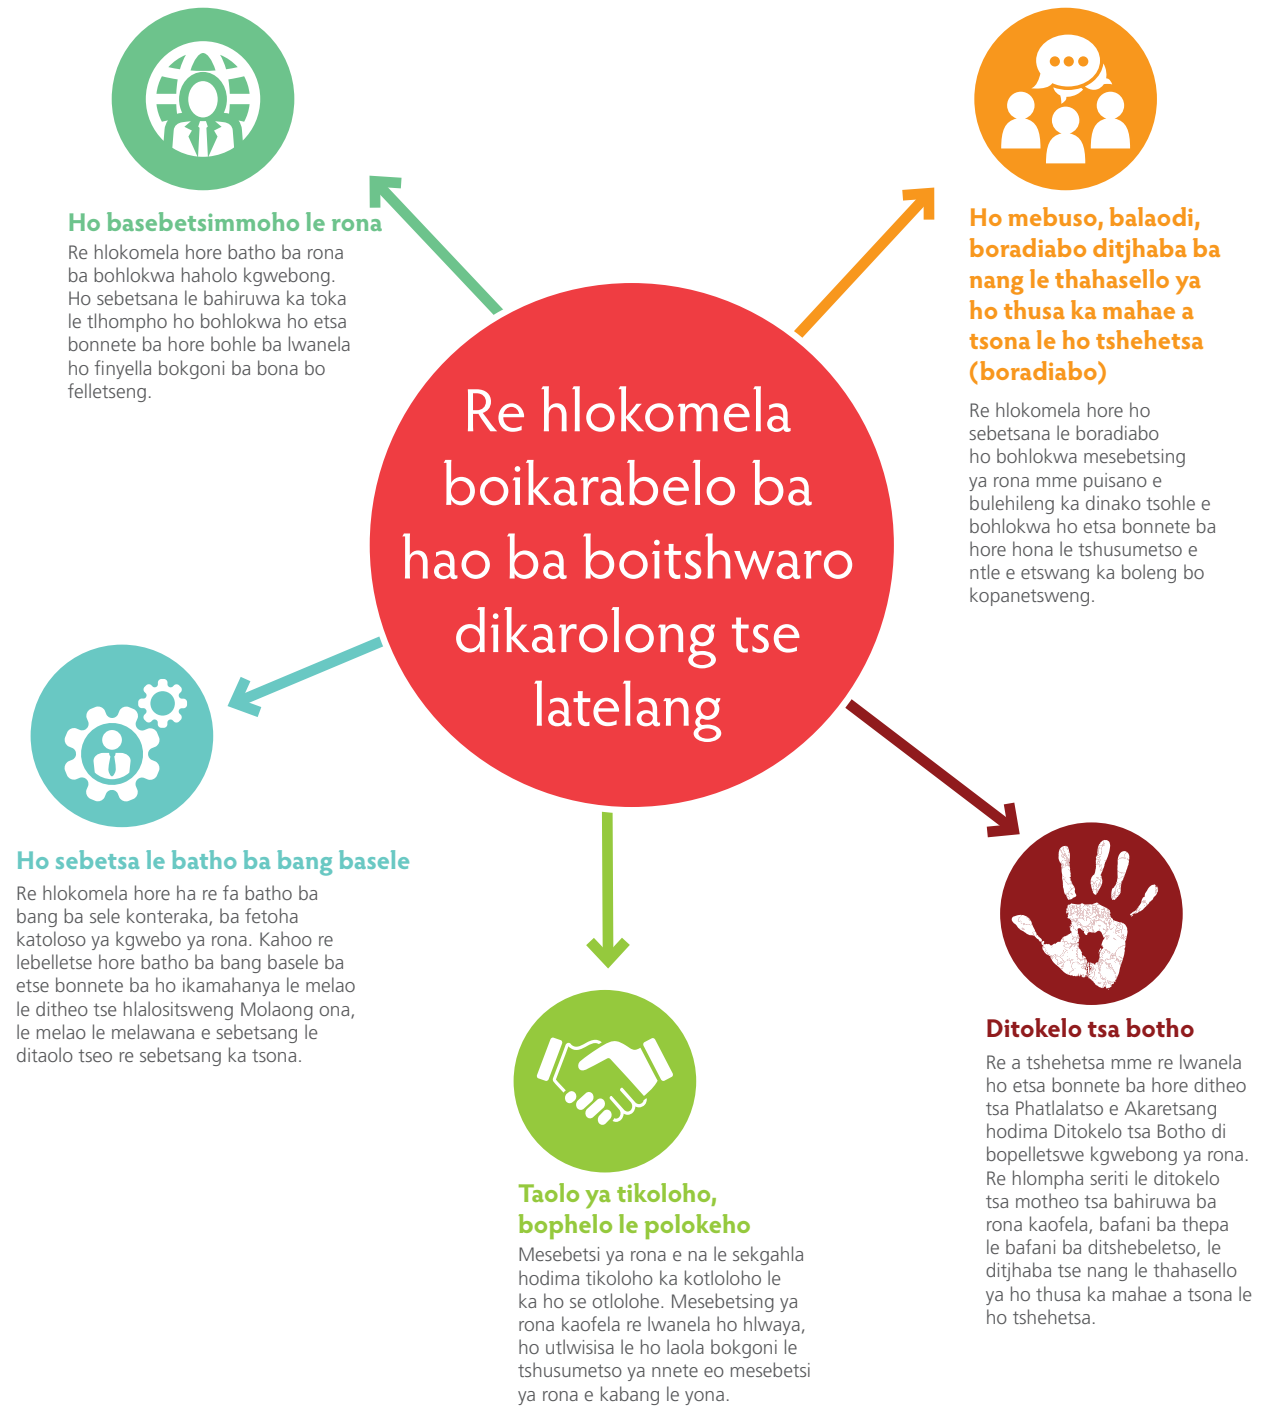 Ho basebetsimmoho le rona
Re hlokomela hore batho ba rona
ba bohlokwa haholo kgwebong.
Ho sebetsana le bahiruwa ka toka
le tlhompho ho bohlokwa ho etsa
bonnete ba hore bohle ba lwanela
ho finyella bokgoni ba bona bo
felletseng.
Ho mebuso, balaodi,
boradiabo ditjhaba ba
nang le thahasello ya
ho thusa ka mahae a
tsona le ho tshehetsa
(boradiabo)
Re hlokomela hore ho
sebetsana le boradiabo
ho bohlokwa mesebetsing
ya rona mme puisano e
bulehileng ka dinako tsohle e
bohlokwa ho etsa bonnete ba
hore hona le tshusumetso e
ntle e etswang ka boleng bo
kopanetsweng.
Re hlokomela
boikarabelo ba
hao ba boitshwaro
dikarolong tse
latelang
Ho sebetsa le batho ba bang basele
Re hlokomela hore ha re fa batho ba
bang ba sele konteraka, ba fetoha
katoloso ya kgwebo ya rona. Kahoo re
lebelletse hore batho ba bang basele ba
etse bonnete ba ho ikamahanya le melao
le ditheo tse hlalositsweng Molaong ona,
le melao le melawana e sebetsang le
ditaolo tseo re sebetsang ka tsona.
Taolo ya tikoloho,
bophelo le polokeho
Mesebetsi ya rona e na le sekgahla
hodima tikoloho ka kotloloho le
ka ho se otlolohe. Mesebetsing ya
rona kaofela re lwanela ho hlwaya,
ho utlwisisa le ho laola bokgoni le
tshusumetso ya nnete eo mesebetsi
ya rona e kabang le yona.
Ditokelo tsa botho
Re a tshehetsa mme re lwanela
ho etsa bonnete ba hore ditheo
tsa Phatlalatso e Akaretsang
hodima Ditokelo tsa Botho di
bopelletswe kgwebong ya rona.
Re hlompha seriti le ditokelo
tsa motheo tsa bahiruwa ba
rona kaofela, bafani ba thepa
le bafani ba ditshebeletso, le
ditjhaba tse nang le thahasello
ya ho thusa ka mahae a tsona le
ho tshehetsa.